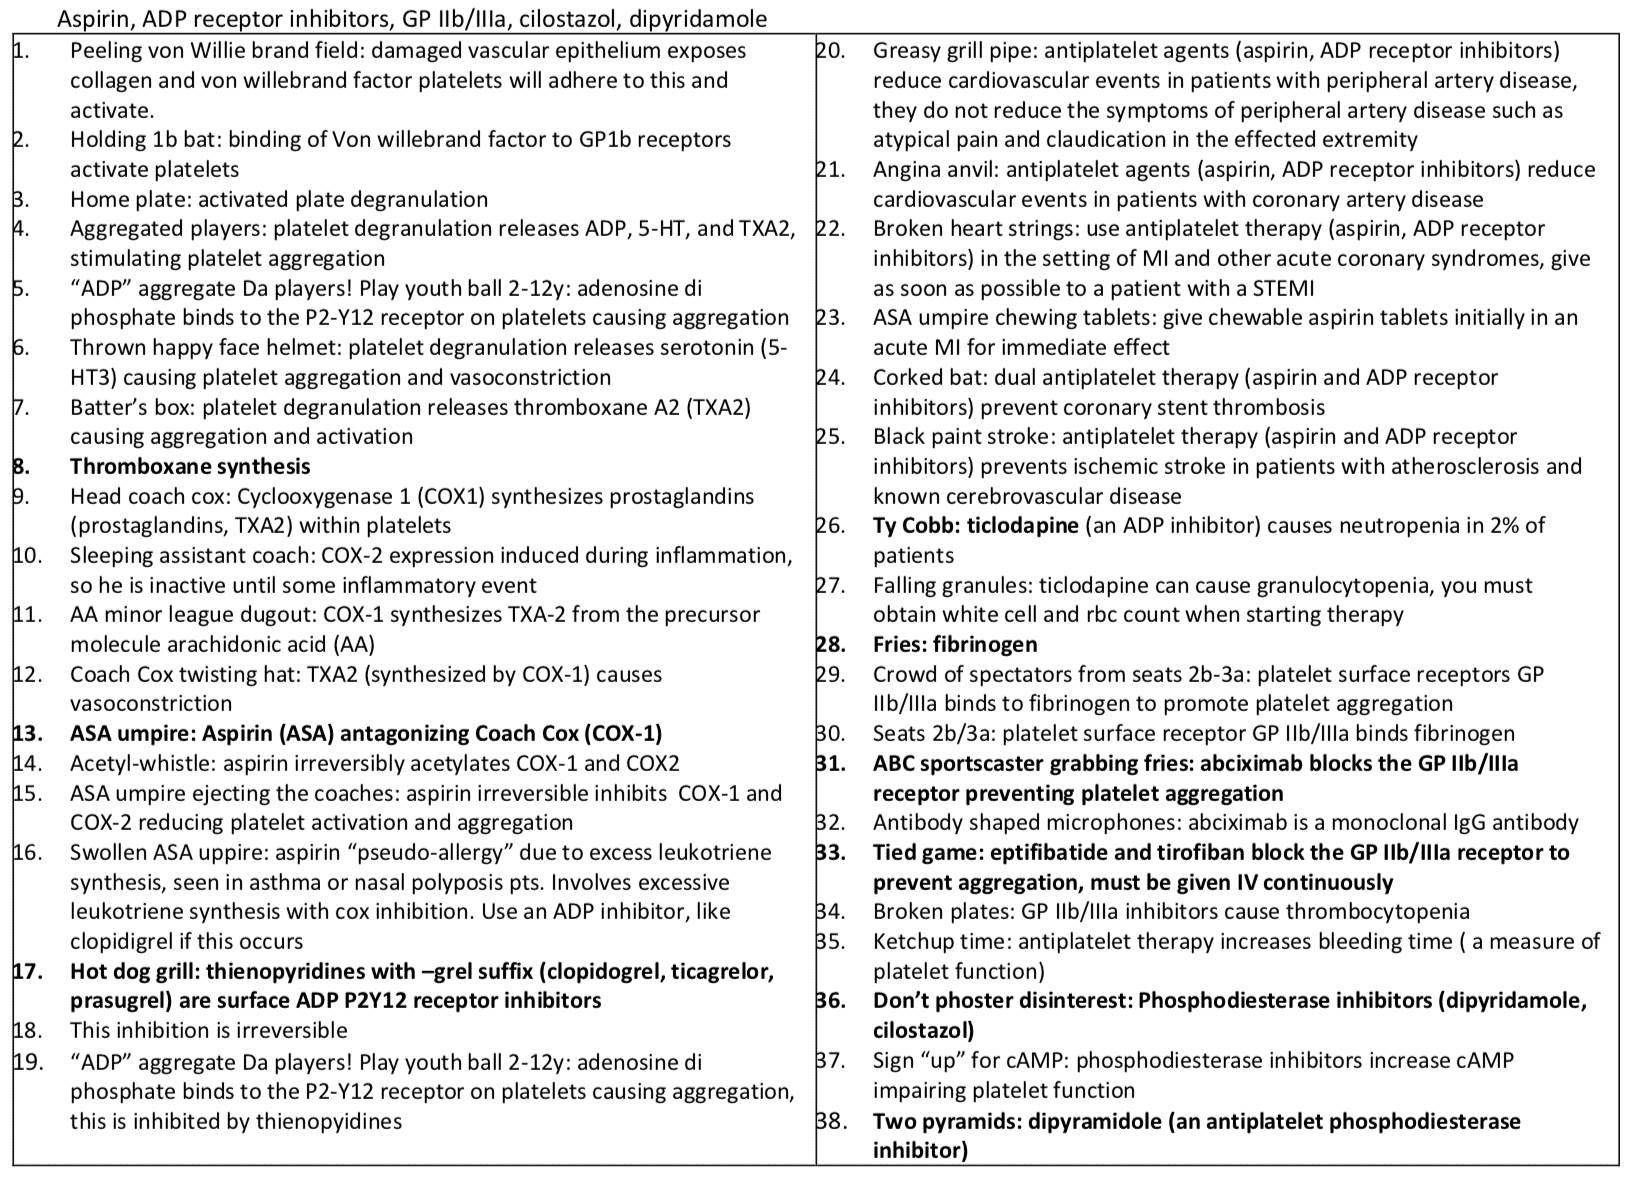 Aspirin, ADP receptor inhibitors, GP IIb/IIIa, cilostazol, dipyridamole
1. Peeling von Willie brand field: damaged vascular epithelium exposes
collagen and von willebrand factor platelets will adhere to this and
activate.
2. Holding 1b bat: binding of Von willebrand factor to GP1b receptors
activate platelets
3. Home plate: activated plate degranulation
4. Aggregated players: platelet degranulation releases ADP, 5-HT, and TXA2,
stimulating platelet aggregation
5. “ADP” aggregate Da players! Play youth ball 2-12y: adenosine di
phosphate binds to the P2-Y12 receptor on platelets causing aggregation
6. Thrown happy face helmet: platelet degranulation releases serotonin (5-
HT3) causing platelet aggregation and vasoconstriction
7. Batter’s box: platelet degranulation releases thromboxane A2 (TXA2)
causing aggregation and activation
8. Thromboxane synthesis
9. Head coach cox: Cyclooxygenase 1 (COX1) synthesizes prostaglandins
(prostaglandins, TXA2) within platelets
10. Sleeping assistant coach: COX-2 expression induced during inflammation,
so he is inactive until some inflammatory event
11. AA minor league dugout: COX-1 synthesizes TXA-2 from the precursor
molecule arachidonic acid (AA)
12. Coach Cox twisting hat: TXA2 (synthesized by COX-1) causes
vasoconstriction
13. ASA umpire: Aspirin (ASA) antagonizing Coach Cox (COX-1)
14. Acetyl-whistle: aspirin irreversibly acetylates COX-1 and COX2
15. ASA umpire ejecting the coaches: aspirin irreversible inhibits COX-1 and
COX-2 reducing platelet activation and aggregation
16. Swollen ASA uppire: aspirin “pseudo-allergy” due to excess leukotriene
synthesis, seen in asthma or nasal polyposis pts. Involves excessive
leukotriene synthesis with cox inhibition. Use an ADP inhibitor, like
clopidigrel if this occurs
17. Hot dog grill: thienopyridines with –grel suffix (clopidogrel, ticagrelor,
prasugrel) are surface ADP P2Y12 receptor inhibitors
18. This inhibition is irreversible
19. “ADP” aggregate Da players! Play youth ball 2-12y: adenosine di
phosphate binds to the P2-Y12 receptor on platelets causing aggregation,
this is inhibited by thienopyidines
20. Greasy grill pipe: antiplatelet agents (aspirin, ADP receptor inhibitors)
reduce cardiovascular events in patients with peripheral artery disease,
they do not reduce the symptoms of peripheral artery disease such as
atypical pain and claudication in the effected extremity
21. Angina anvil: antiplatelet agents (aspirin, ADP receptor inhibitors) reduce
cardiovascular events in patients with coronary artery disease
22. Broken heart strings: use antiplatelet therapy (aspirin, ADP receptor
inhibitors) in the setting of MI and other acute coronary syndromes, give
as soon as possible to a patient with a STEMI
23. ASA umpire chewing tablets: give chewable aspirin tablets initially in an
acute MI for immediate effect
24. Corked bat: dual antiplatelet therapy (aspirin and ADP receptor
inhibitors) prevent coronary stent thrombosis
25. Black paint stroke: antiplatelet therapy (aspirin and ADP receptor
inhibitors) prevents ischemic stroke in patients with atherosclerosis and
known cerebrovascular disease
26. Ty Cobb: ticlodapine (an ADP inhibitor) causes neutropenia in 2% of
patients
27. Falling granules: ticlodapine can cause granulocytopenia, you must
obtain white cell and rbc count when starting therapy
28. Fries: fibrinogen
29. Crowd of spectators from seats 2b-3a: platelet surface receptors GP
IIb/IIIa binds to fibrinogen to promote platelet aggregation
30. Seats 2b/3a: platelet surface receptor GP IIb/IIIa binds fibrinogen
31. ABC sportscaster grabbing fries: abciximab blocks the GP IIb/IIIa
receptor preventing platelet aggregation
32. Antibody shaped microphones: abciximab is a monoclonal IgG antibody
33. Tied game: eptifibatide and tirofiban block the GP IIb/IIIa receptor to
prevent aggregation, must be given IV continuously
34. Broken plates: GP IIb/IIIa inhibitors cause thrombocytopenia
35. Ketchup time: antiplatelet therapy increases bleeding time ( a measure of
platelet function)
36. Don’t phoster disinterest: Phosphodiesterase inhibitors (dipyridamole,
cilostazol)
37. Sign “up” for cAMP: phosphodiesterase inhibitors increase cAMP
impairing platelet function
38. Two pyramids: dipyramidole (an antiplatelet phosphodiesterase
inhibitor)